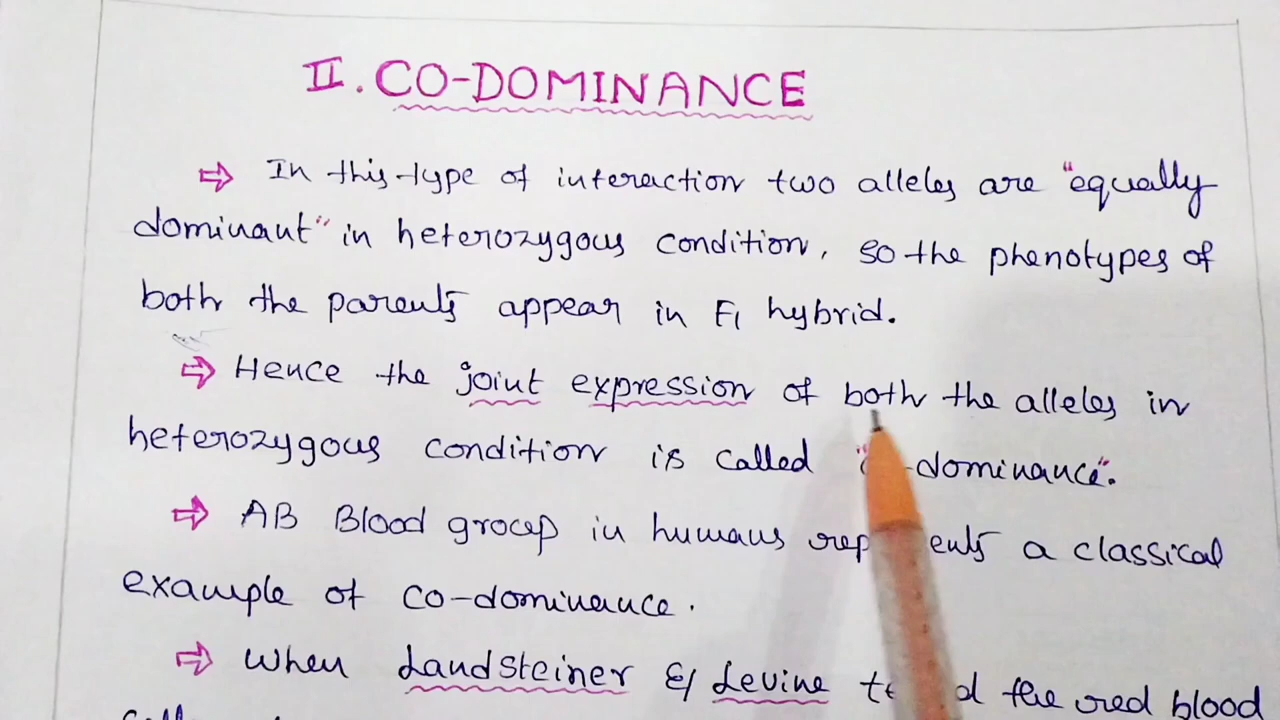 II. CO-DOMINANCE
⇒ In this type of interaction two alleles are "equally
dominant" in heterozygous condition, so the phenotypes of
both the parents appear in F1 hybrid.
⇒ Hence the joint expression of both the alleles in
heterozygous condition is called -dominance".
⇒ AB Blood group in humans represents a classical
example of co-dominance.
⇒ When Landsteiner & Levine the red blood